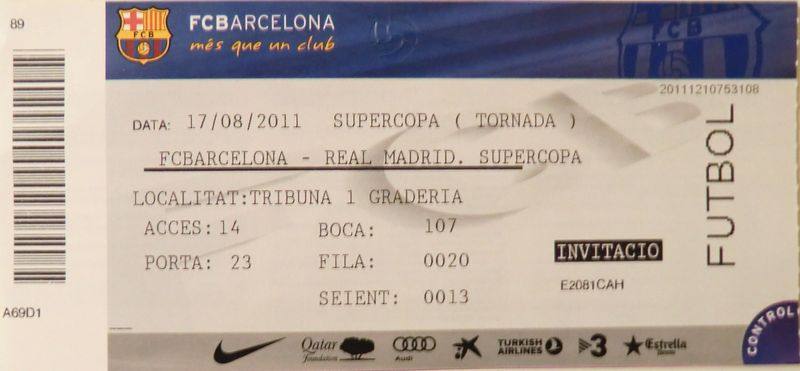 89
FCBARCELONA
més que un club
FCB
FCB
20111210753108
DATA: 17/08/2011 SUPERCOPA ( TORNADA )
FCBARCELONA - REAL MADRID. SUPERCOPA
LOCALITAT:TRIBUNA 1 GRADERIA
ACCES: 14 BOCA: 107
PORTA: 23 FILA: 0020
SEIENT: 0013
INVITACIO
E2081CAH
FUTBOL
A69D1
CONTROL
Qatar Foundation
Audi
TURKISH AIRLINES
3
Estrella